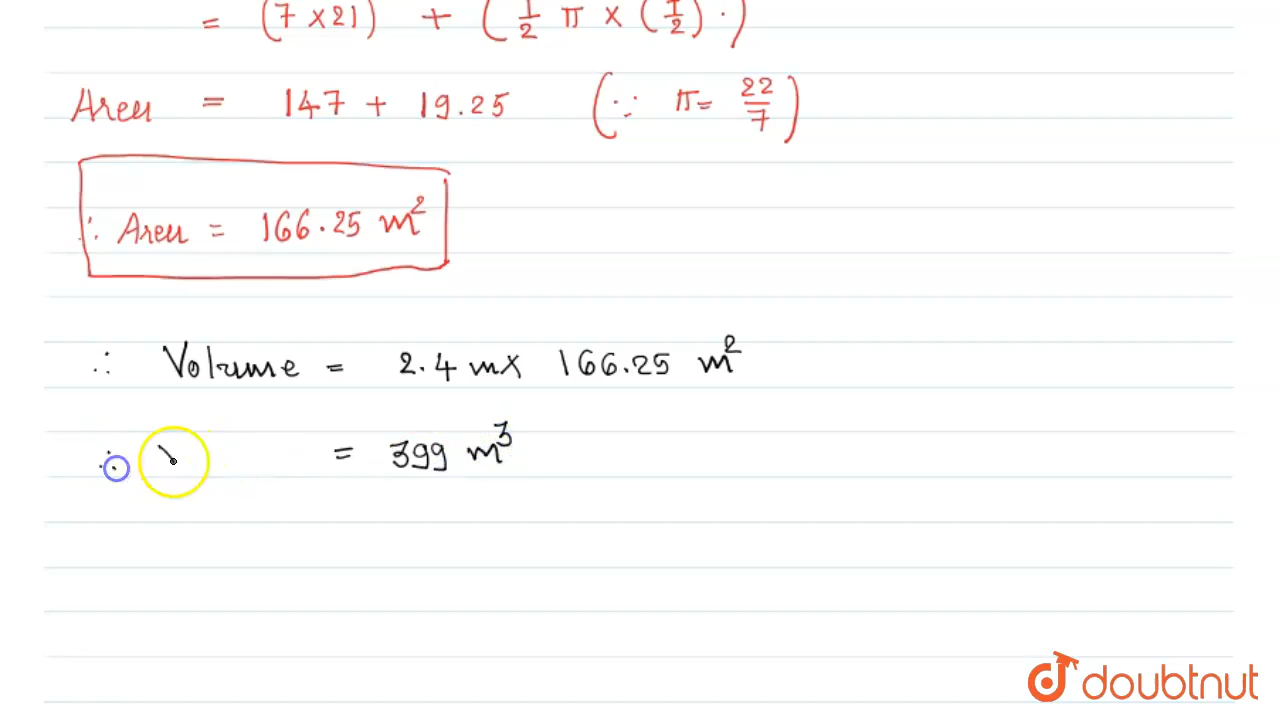 = (7 × 21) + (1/2 π × (7/2)²)
Area = 147 + 19.25 (∵ π = 22/7)
∴ Area = 166.25 m²
∴ Volume = 2.4 m × 166.25 m²
∴ = 399 m³
doubtnut